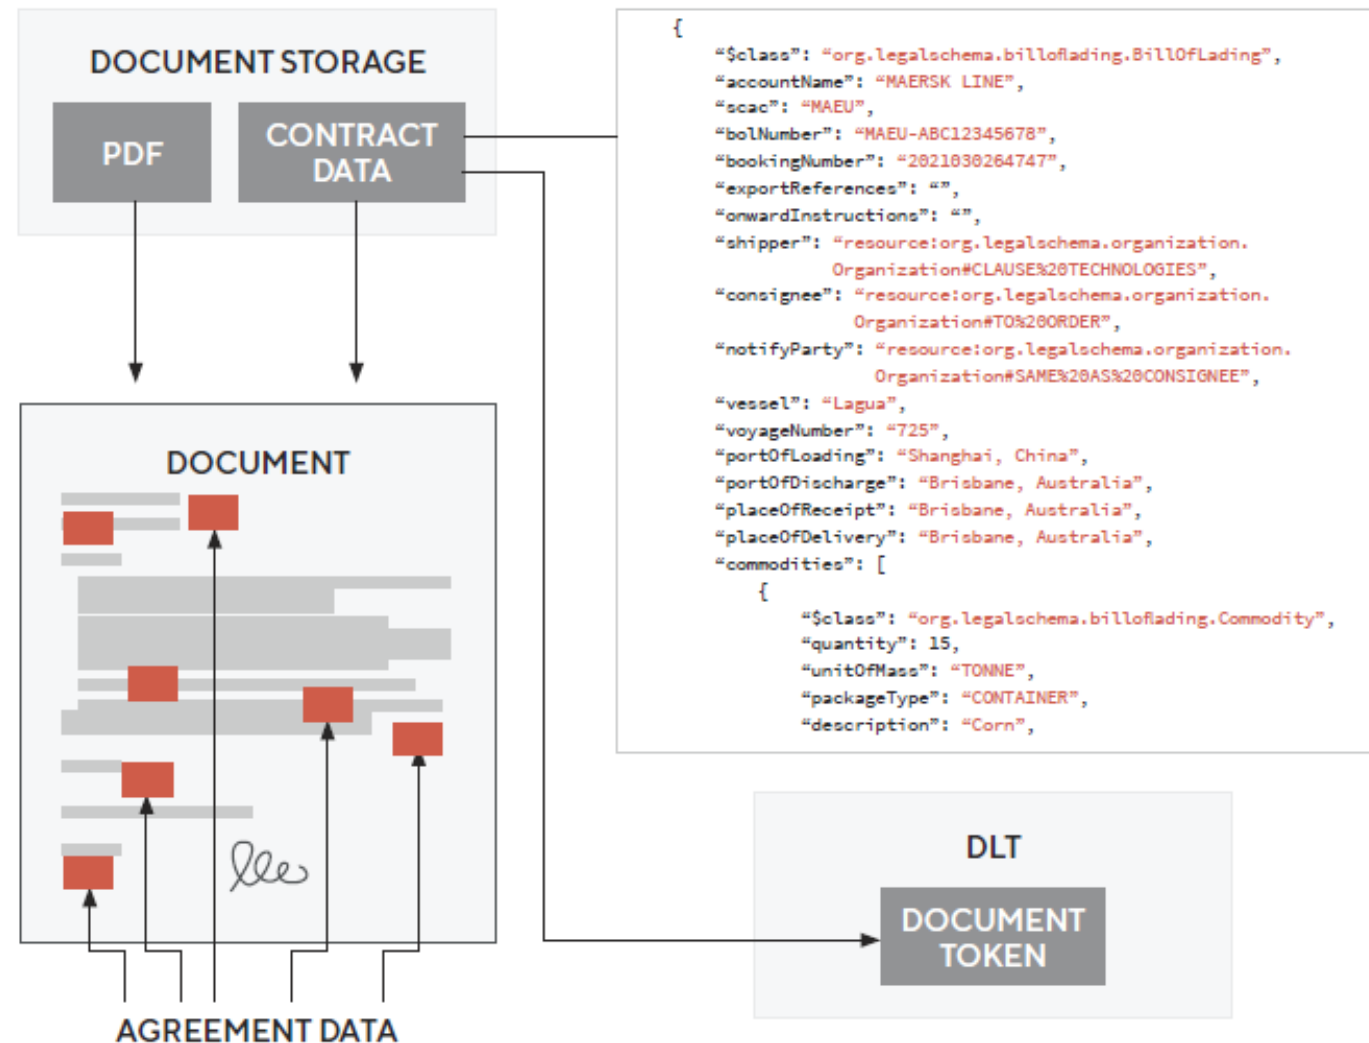 DOCUMENT STORAGE
PDF
CONTRACT
DATA
{
“$class”: “org.legalschema.billoflading.BillOfLading”,
“accountName”: “MAERSK LINE”,
“scac”: “MAEU”,
“bolNumber”: “MAEU-ABC12345678”,
“bookingNumber”: “2021030264747”,
“exportReferences”: “”,
“onwardInstructions”: “”,
“shipper”: “resource:org.legalschema.organization.
Organization#CLAUSE%20TECHNOLOGIES”,
“consignee”: “resource:org.legalschema.organization.
Organization#TO%20ORDER”,
“notifyParty”: “resource:org.legalschema.organization.
Organization#SAME%20AS%20CONSIGNEE”,
“vessel”: “Lagua”,
“voyageNumber”: “725”,
“portOfLoading”: “Shanghai, China”,
“portOfDischarge”: “Brisbane, Australia”,
“placeOfReceipt”: “Brisbane, Australia”,
“placeOfDelivery”: “Brisbane, Australia”,
“commodities”: [
{
“$class”: “org.legalschema.billoflading.Commodity”,
“quantity”: 15,
“unitOfMass”: “TONNE”,
“packageType”: “CONTAINER”,
“description”: “Corn”,
DOCUMENT
AGREEMENT DATA
DLT
DOCUMENT
TOKEN